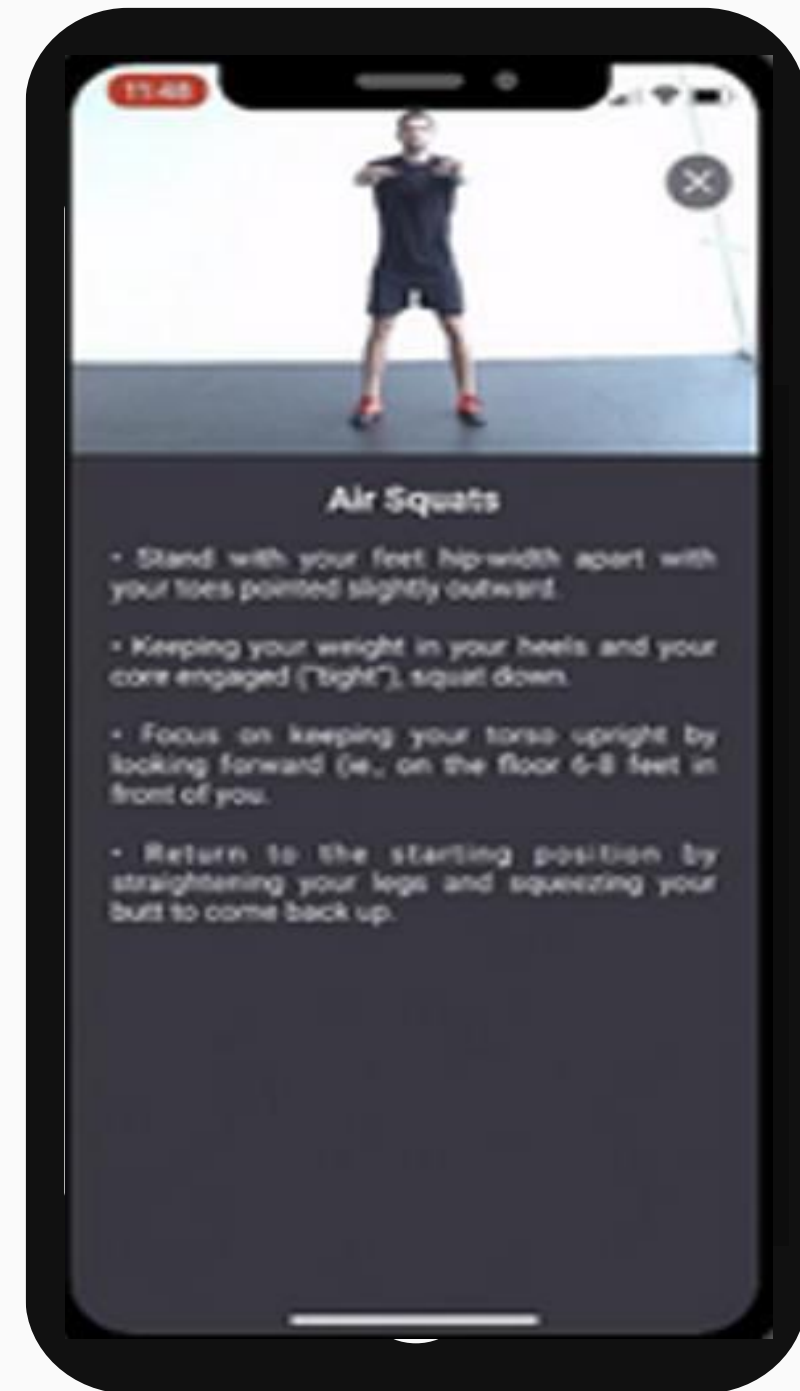 11:48
Air Squats
• Stand with your feet hip-width apart with
your toes pointed slightly outward.
• Keeping your weight in your heels and your
core engaged ("tight"), squat down.
• Focus on keeping your torso upright by
looking forward (ie., on the floor 6-8 feet in
front of you.
• Return to the starting position by
straightening your legs and squeezing your
butt to come back up.